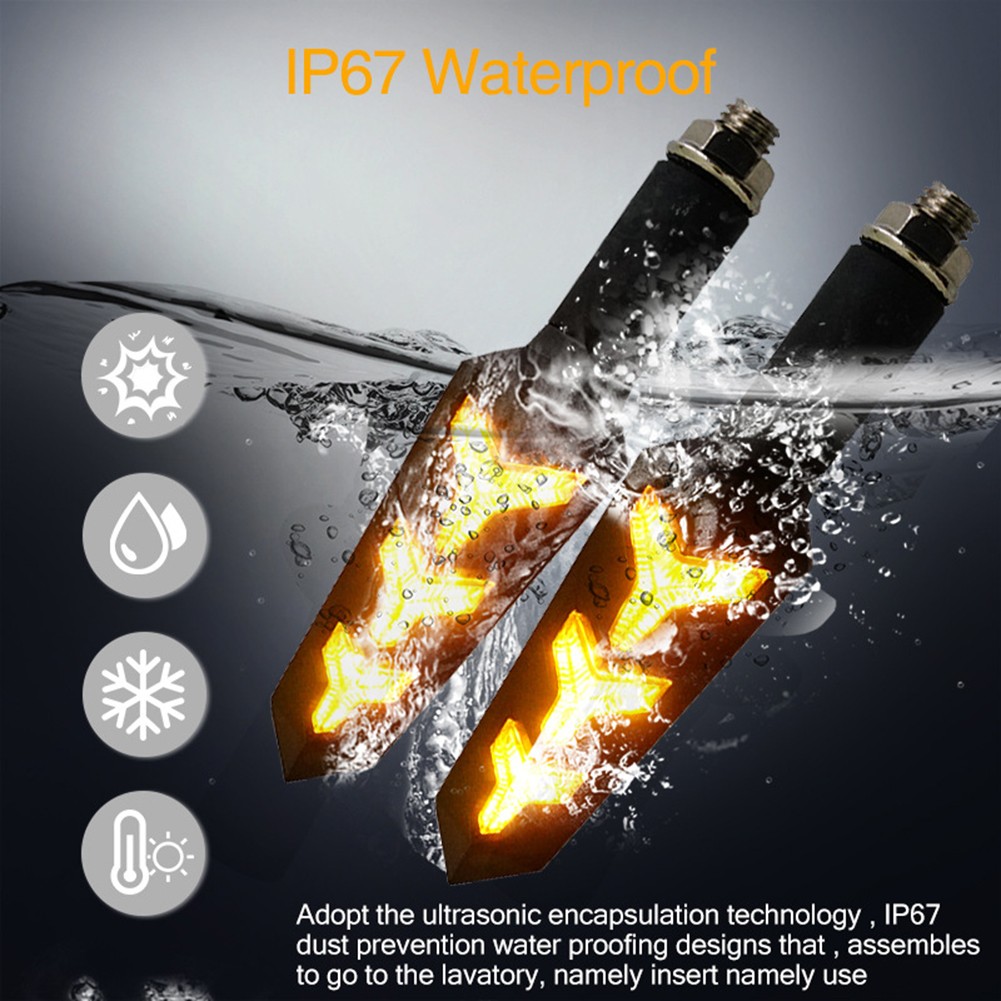 IP67 Waterproof
Adopt the ultrasonic encapsulation technology , IP67
dust prevention water proofing designs that , assembles
to go to the lavatory, namely insert namely use